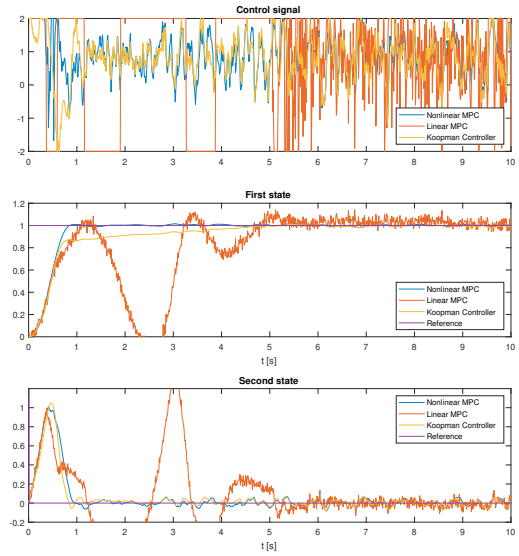 Control signal
2
1
0
-1
-2
0 1 2 3 4 5 6 7 8 9 10
Nonlinear MPC
Linear MPC
Koopman Controller
First state
1.2
1
0.8
0.6
0.4
0.2
0
0 1 2 3 4 5 6 7 8 9 10
Nonlinear MPC
Linear MPC
Koopman Controller
Reference
t [s]
Second state
1
0.8
0.6
0.4
0.2
0
-0.2
0 1 2 3 4 5 6 7 8 9 10
Nonlinear MPC
Linear MPC
Koopman Controller
Reference
t [s]